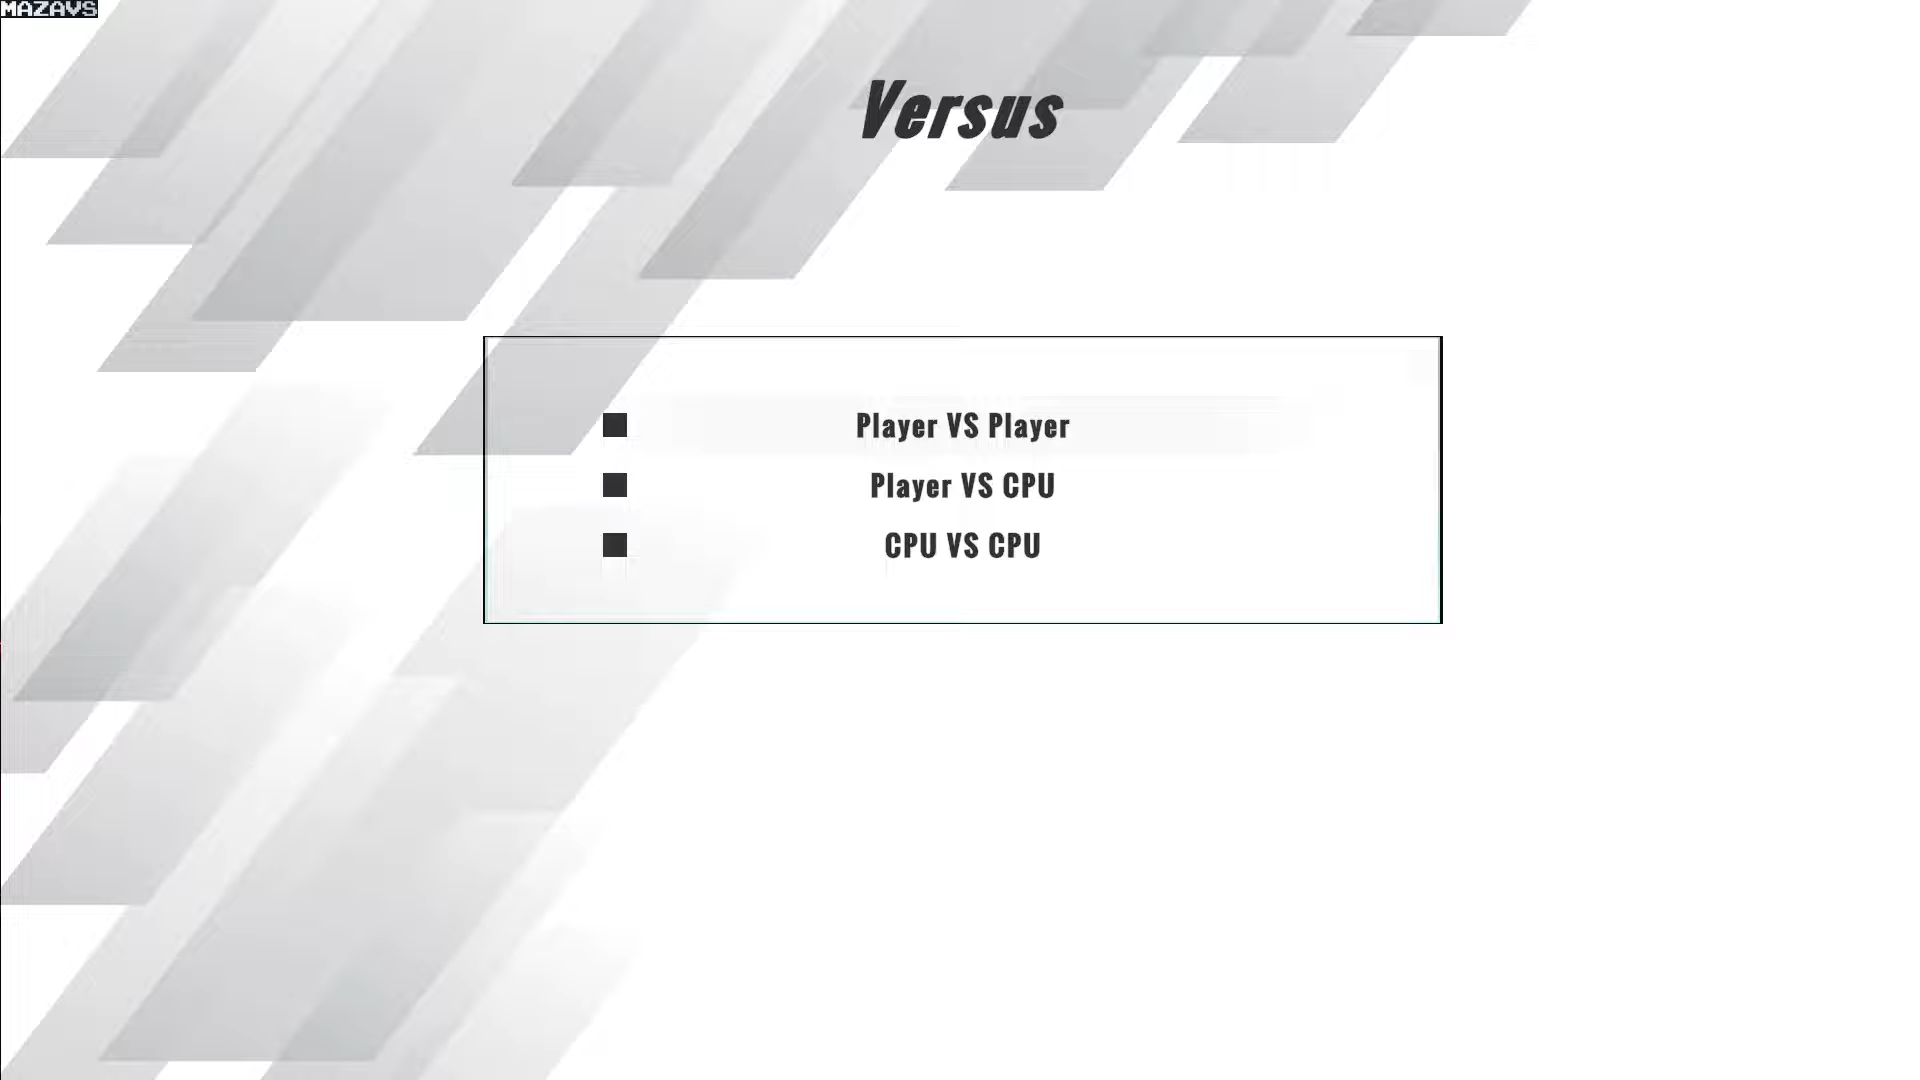 MAZAVS
Versus
Player VS Player
Player VS CPU
CPU VS CPU